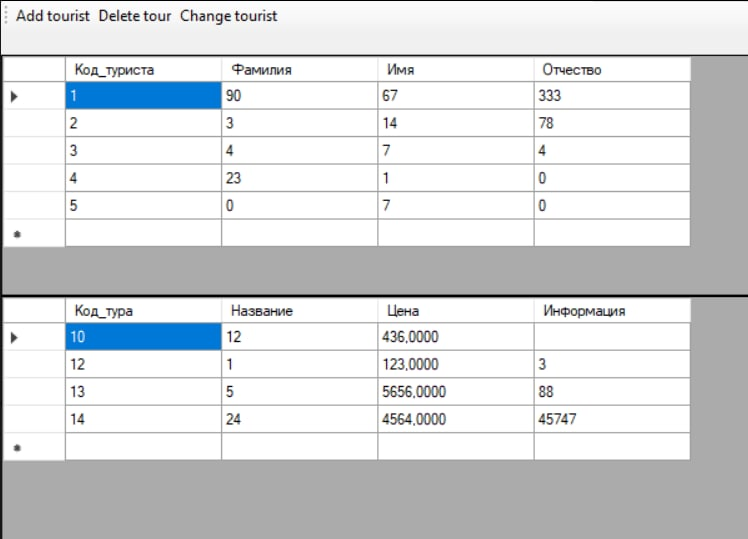 Add tourist Delete tour Change tourist
Код_туриста Фамилия Имя Отчество
1 90 67 333
2 3 14 78
3 4 7 4
4 23 1 0
5 0 7 0
Код_тура Название Цена Информация
10 12 436,0000
12 1 123,0000 3
13 5 5656,0000 88
14 24 4564,0000 45747